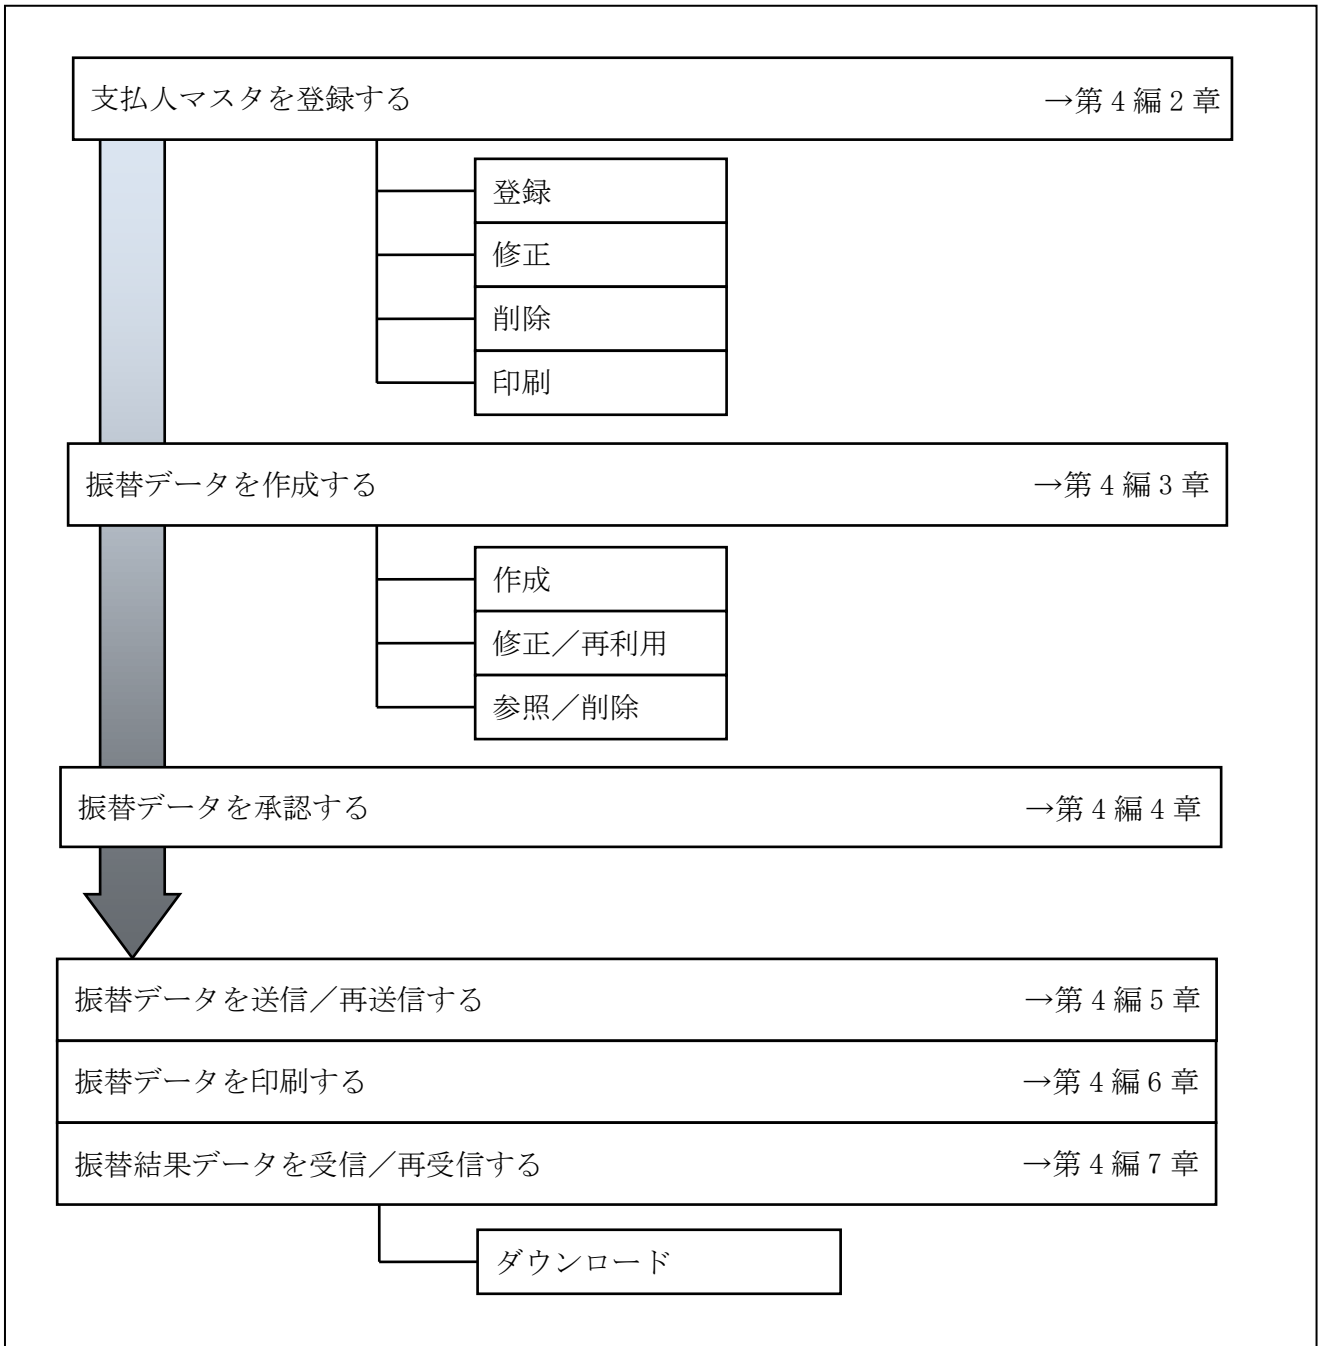 支払人マスタを登録する →第4編2章
登録
修正
削除
印刷
振替データを作成する →第4編3章
作成
修正／再利用
参照／削除
振替データを承認する →第4編4章
振替データを送信／再送信する →第4編5章
振替データを印刷する →第4編6章
振替結果データを受信／再受信する →第4編7章
ダウンロード